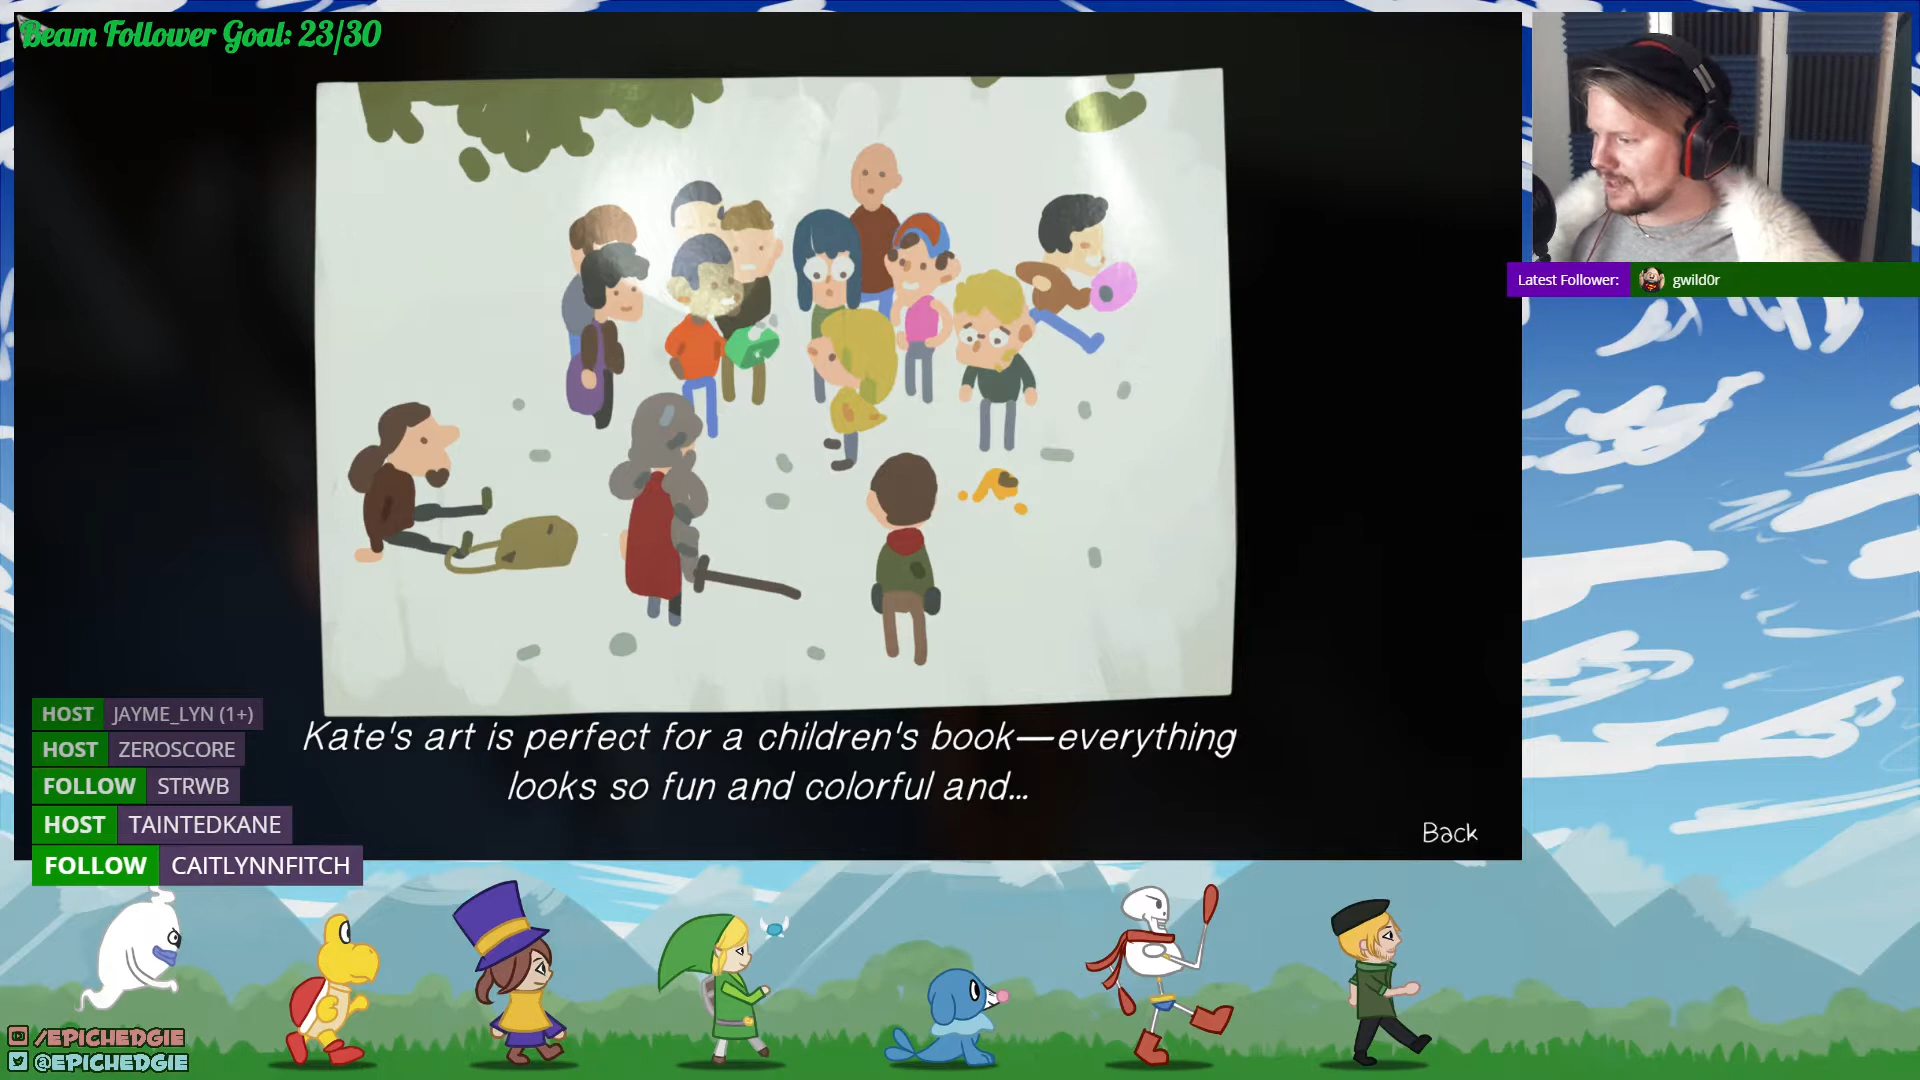 Beam Follower Goal: 23/30
Latest Follower: gwild0r
HOST JAYME_LYN (1+)
HOST ZEROSCORE
FOLLOW STRWB
HOST TAINTEDKANE
FOLLOW CAITLYNNFITCH
Kate's art is perfect for a children's book—everything
looks so fun and colorful and...
Back
/EPICHEDGIE
@EPICHEDGIE